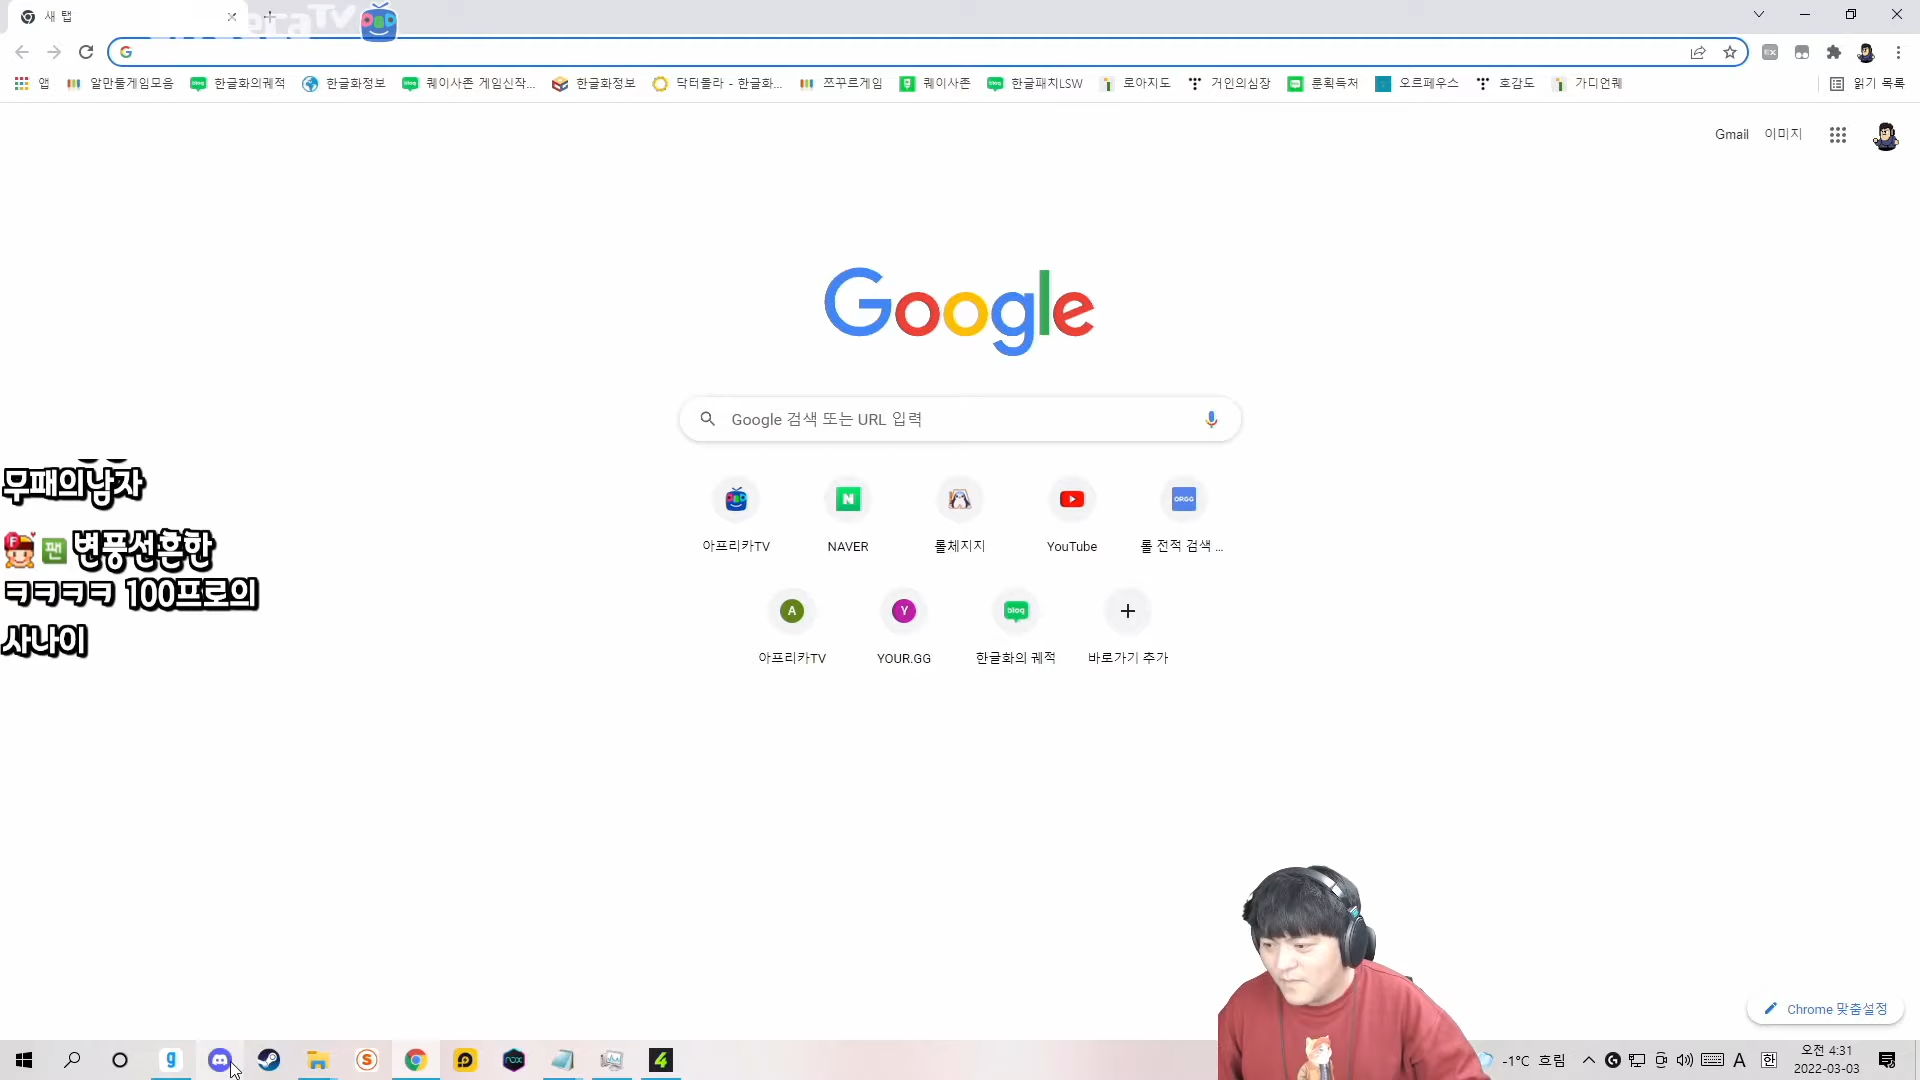 새 탭
TV
앱
알만툴게임모음
한글화의궤적
한글화정보
퀘이사존 게임신작...
한글화정보
닥터몰라 - 한글화...
쯔꾸르게임
퀘이사존
한글패치LSW
로아지도
거인의심장
룬획득처
오르페우스
호감도
가디언퀘
읽기 목록
Gmail 이미지
Google
Google 검색 또는 URL 입력
아프리카TV
NAVER
롤체지지
YouTube
롤 전적 검색 ...
아프리카TV
YOUR.GG
한글화의 궤적
바로가기 추가
무패의남자
팬 변풍선흔한
ㅋㅋㅋㅋ 100프로의
사나이
Chrome 맞춤설정
-1°C 흐림
A
한
오전 4:31
2022-03-03